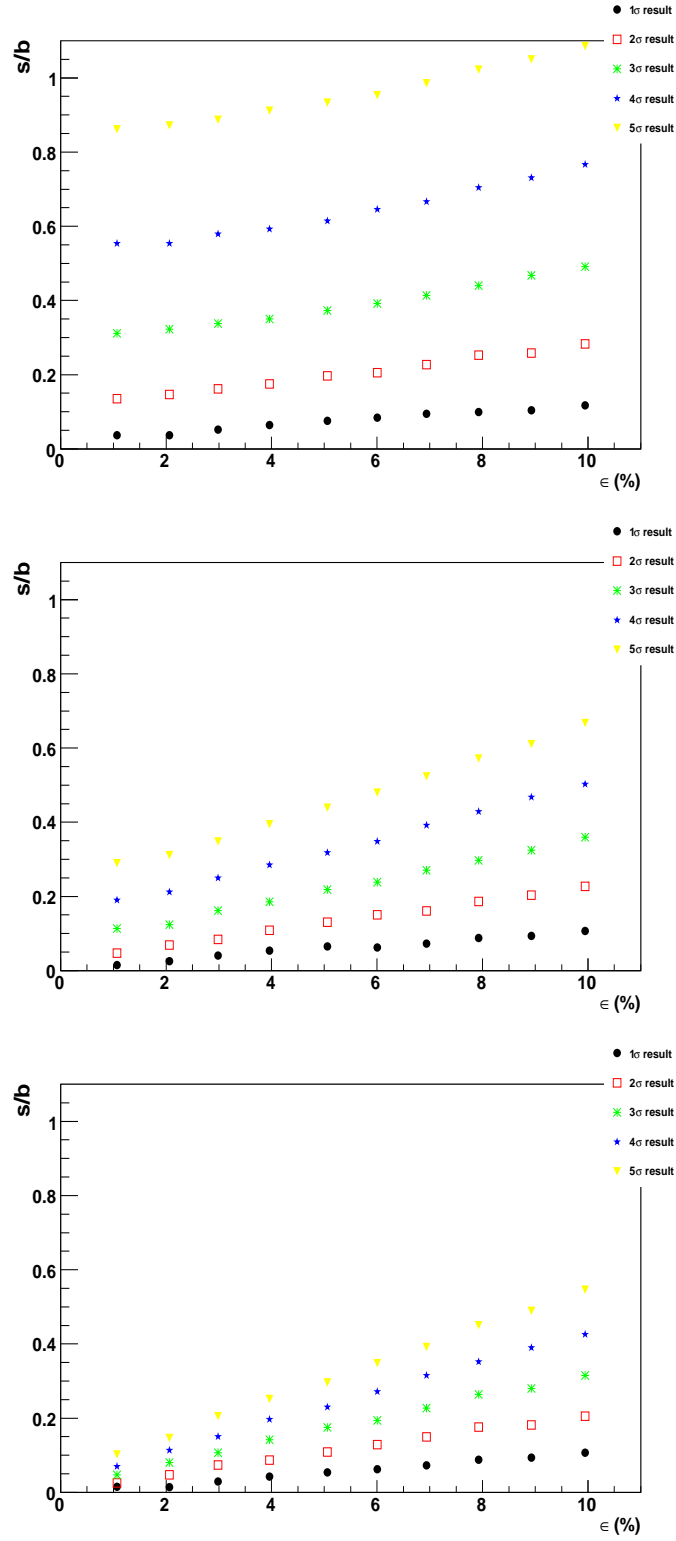 1σ result
2σ result
3σ result
4σ result
5σ result
s/b
1
0.8
0.6
0.4
0.2
0
0 2 4 6 8 10
∈ (%)
1σ result
2σ result
3σ result
4σ result
5σ result
s/b
1
0.8
0.6
0.4
0.2
0
0 2 4 6 8 10
∈ (%)
1σ result
2σ result
3σ result
4σ result
5σ result
s/b
1
0.8
0.6
0.4
0.2
0
0 2 4 6 8 10
∈ (%)